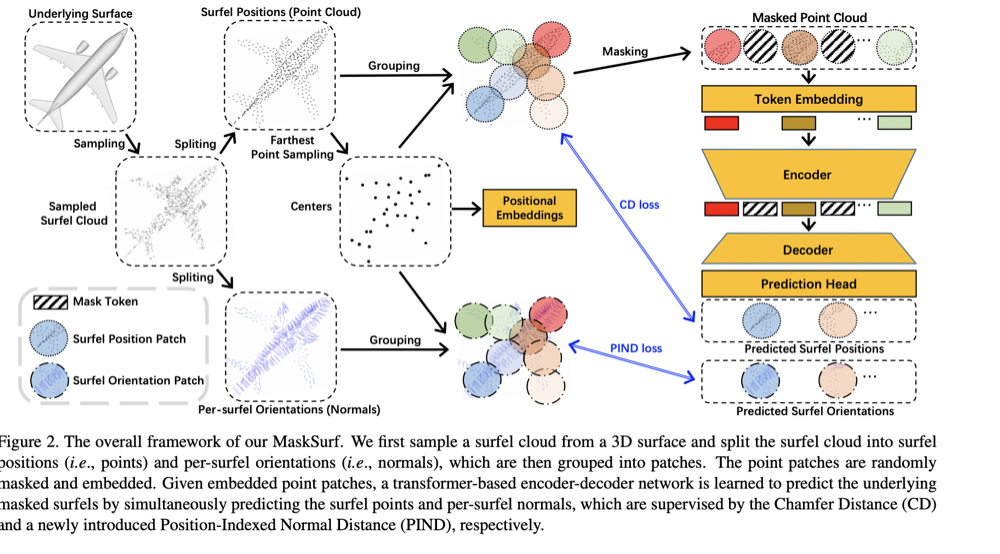 Underlying Surface
Surfel Positions (Point Cloud)
Masked Point Cloud
Grouping
Masking
...
Token Embedding
...
Sampling
Spliting
Farthest
Point Sampling
Encoder
Sampled
Surfel Cloud
Centers
Positional
Embeddings
CD loss
...
Decoder
Spliting
Prediction Head
Mask Token
Surfel Position Patch
Surfel Orientation Patch
Grouping
...
Predicted Surfel Positions
PIND loss
...
Per-surfel Orientations (Normals)
Predicted Surfel Orientations
Figure 2. The overall framework of our MaskSurf. We first sample a surfel cloud from a 3D surface and split the surfel cloud into surfel
positions (i.e., points) and per-surfel orientations (i.e., normals), which are then grouped into patches. The point patches are randomly
masked and embedded. Given embedded point patches, a transformer-based encoder-decoder network is learned to predict the underlying
masked surfels by simultaneously predicting the surfel points and per-surfel normals, which are supervised by the Chamfer Distance (CD)
and a newly introduced Position-Indexed Normal Distance (PIND), respectively.